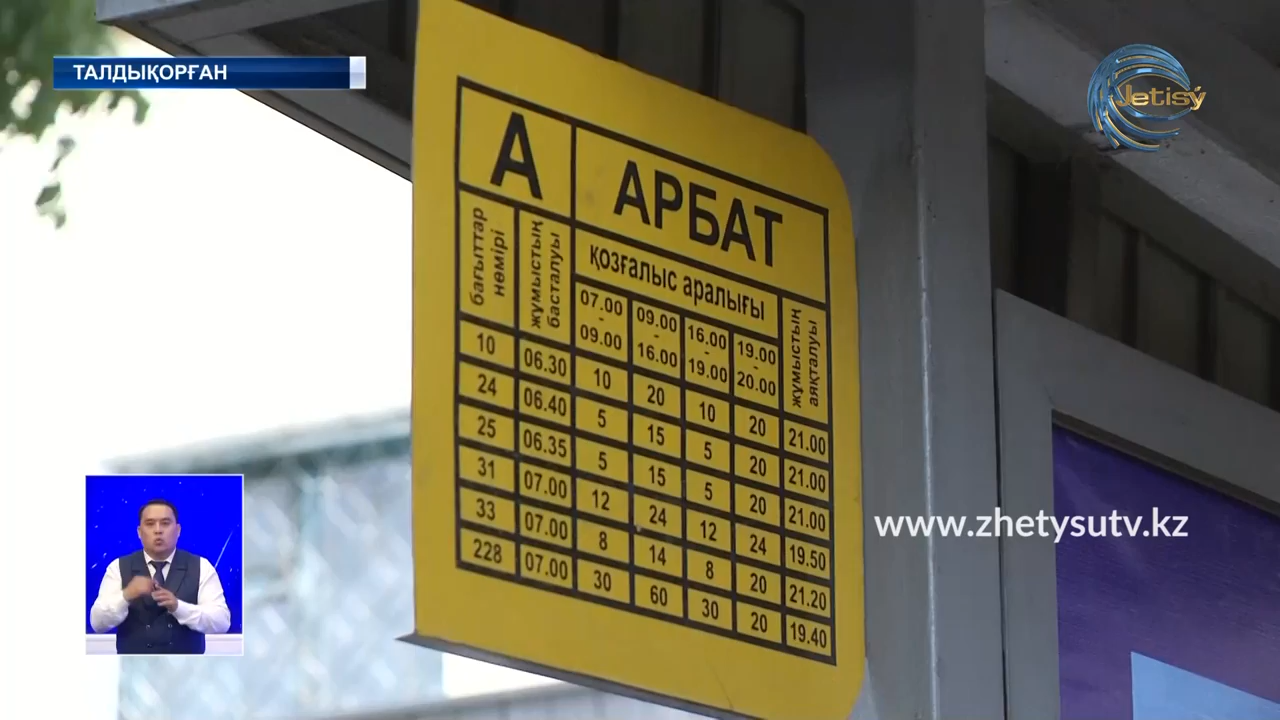 ТАЛДЫҚОРҒАН
Jetisý
А АРБАТ
бағыттар нөмірі
жұмыстың басталуы
қозғалыс аралығы
жұмыстың аяқталуы
07.00 - 09.00
09.00 - 16.00
16.00 - 19.00
19.00 - 20.00
10 06.30 10 20 10 20 21.00
24 06.40 5 15 5 20 21.00
25 06.35 5 15 5 20 21.00
31 07.00 12 24 12 24 19.50
33 07.00 8 14 8 20 21.20
228 07.00 30 60 30 20 19.40
www.zhetysutv.kz